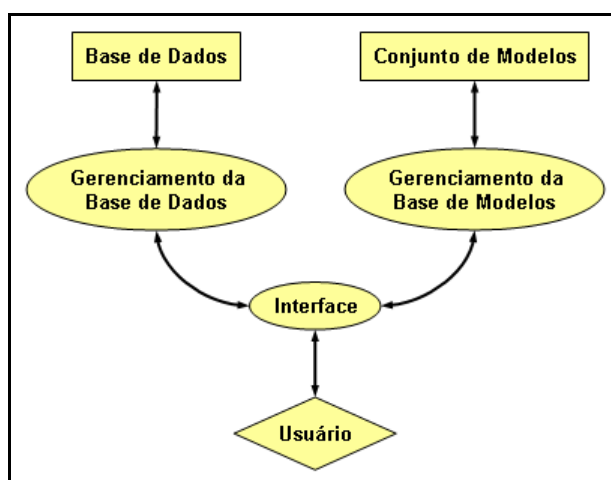 Base de Dados
Conjunto de Modelos
Gerenciamento da
Base de Dados
Gerenciamento da
Base de Modelos
Interface
Usuário